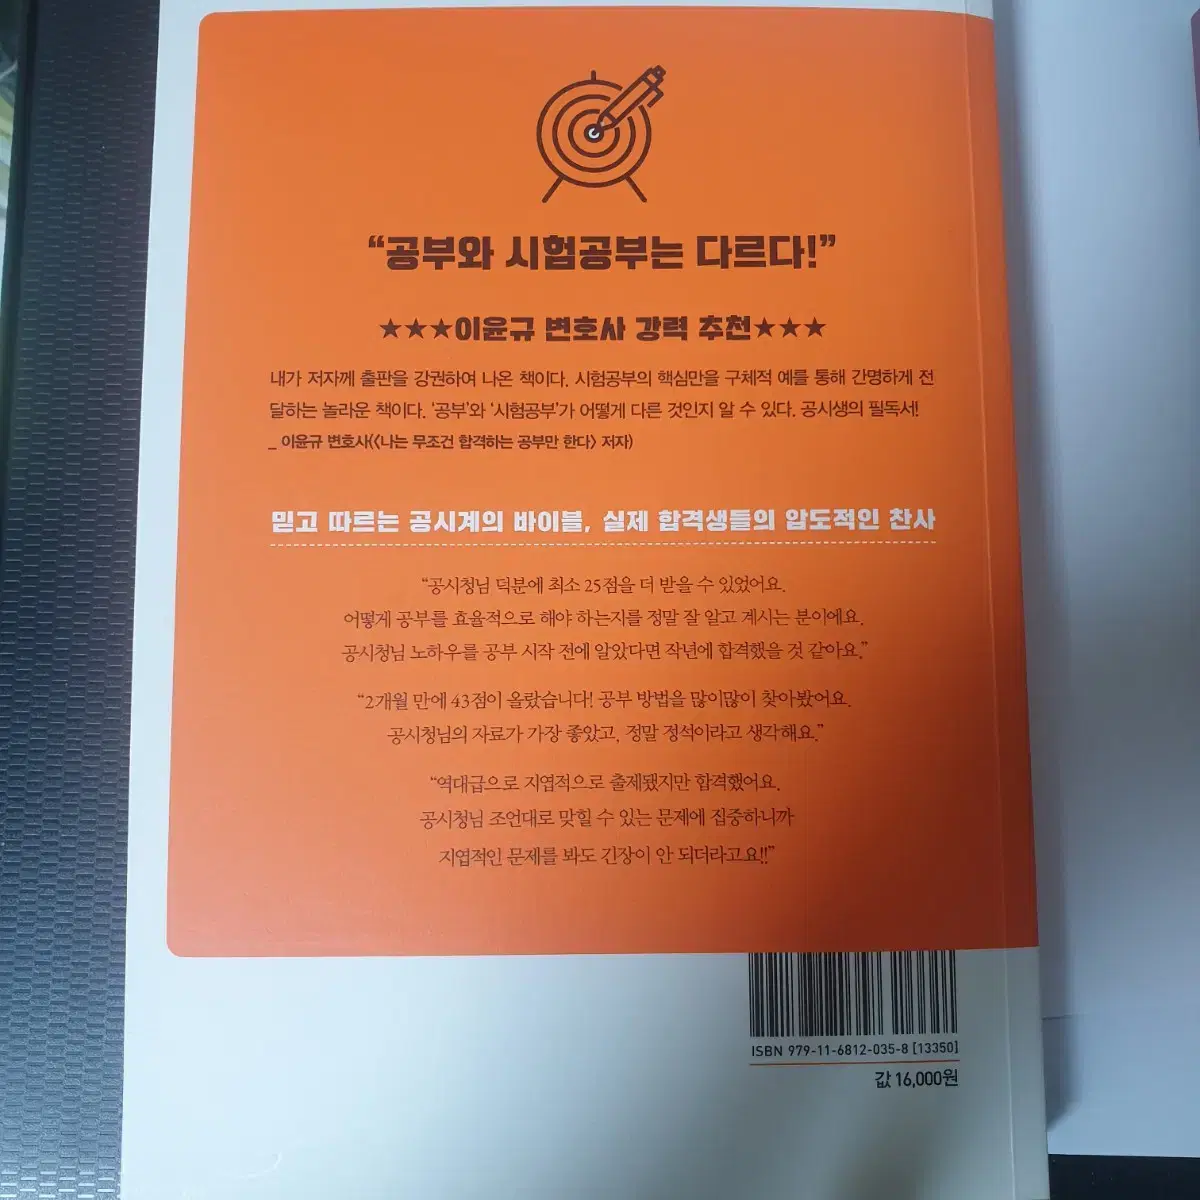 “공부와 시험공부는 다르다!”
★★★이윤규 변호사 강력 추천★★★
내가 저자께 출판을 강권하여 나온 책이다. 시험공부의 핵심만을 구체적 예를 통해 간명하게 전
달하는 놀라운 책이다. ‘공부’와 ‘시험공부’가 어떻게 다른 것인지 알 수 있다. 공시생의 필독서!
_ 이윤규 변호사(<나는 무조건 합격하는 공부만 한다> 저자)
믿고 따르는 공시계의 바이블, 실제 합격생들의 압도적인 찬사
“공시청님 덕분에 최소 25점을 더 받을 수 있었어요.
어떻게 공부를 효율적으로 해야 하는지를 정말 잘 알고 계시는 분이에요.
공시청님 노하우를 공부 시작 전에 알았다면 작년에 합격했을 것 같아요.”
“2개월 만에 43점이 올랐습니다! 공부 방법을 많이많이 찾아봤어요.
공시청님의 자료가 가장 좋았고, 정말 정석이라고 생각해요.”
“역대급으로 지엽적으로 출제됐지만 합격했어요.
공시청님 조언대로 맞힐 수 있는 문제에 집중하니까
지엽적인 문제를 봐도 긴장이 안 되더라고요!!”
ISBN 979-11-6812-035-8 [13350]
값 16,000원